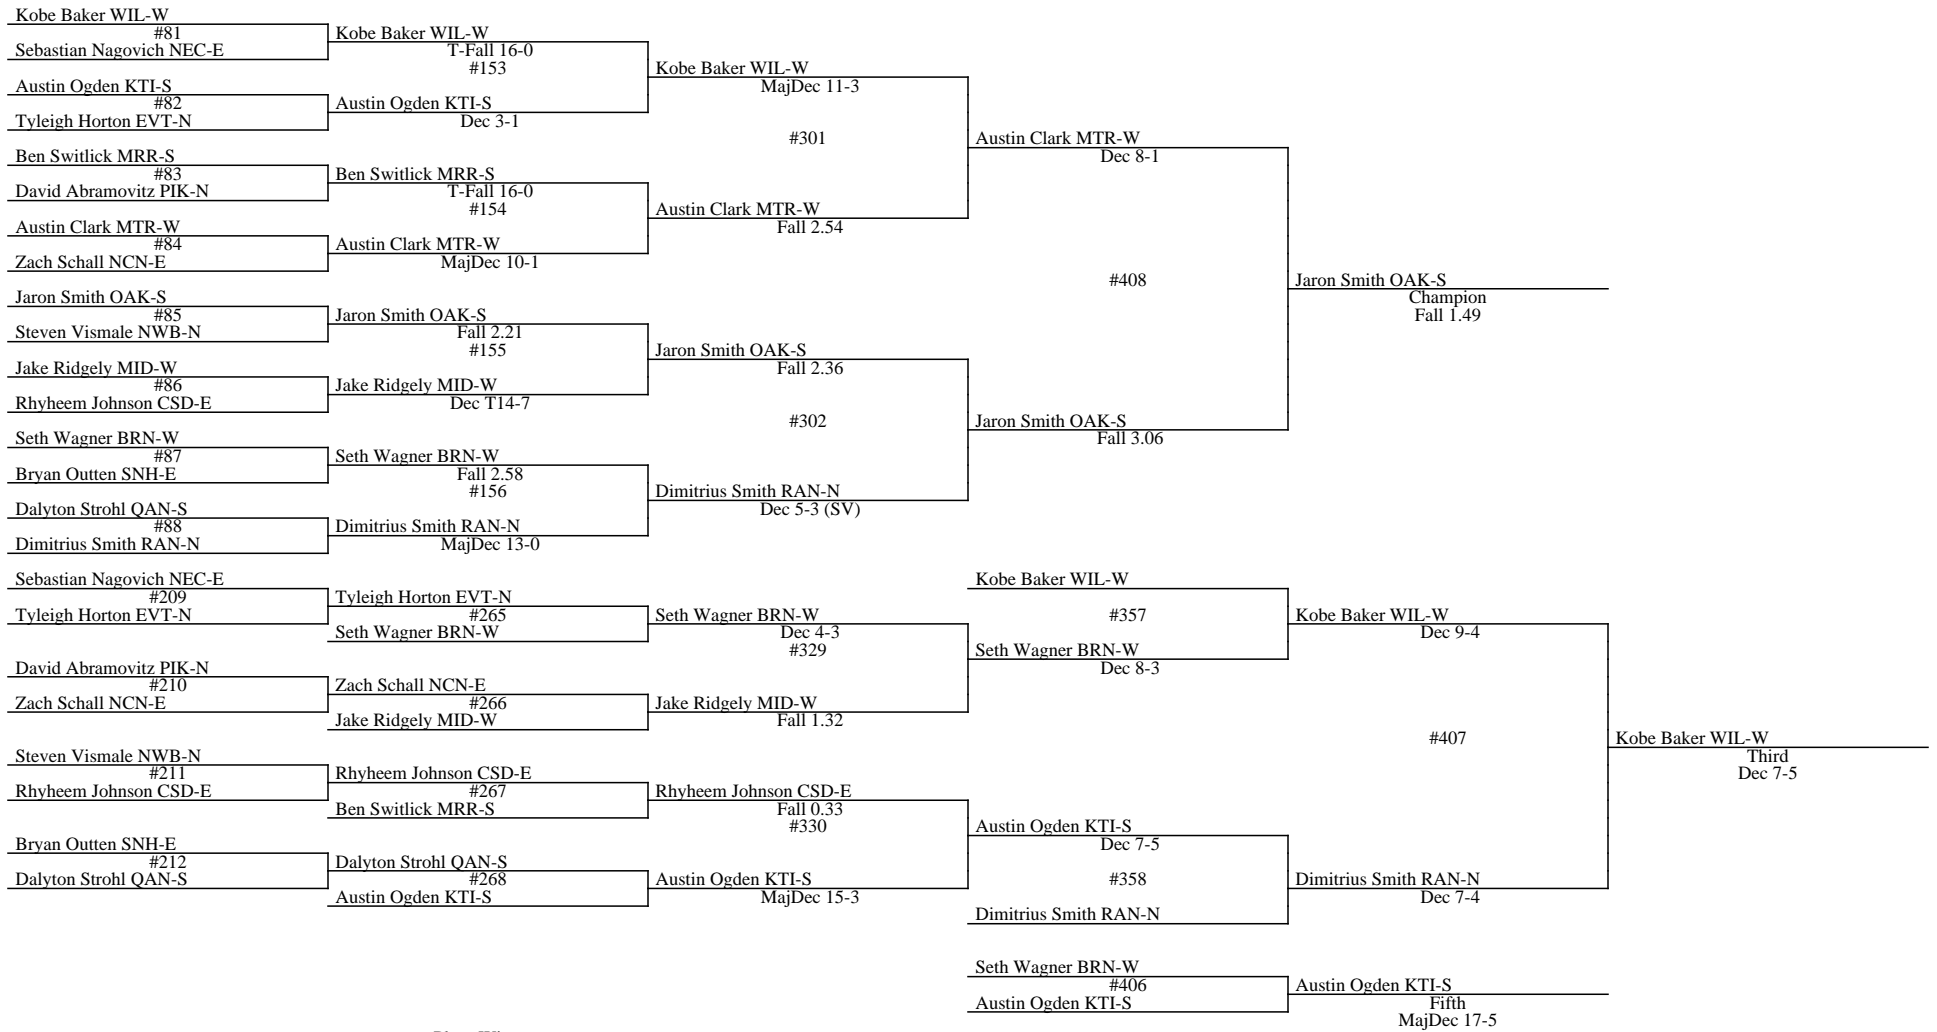 Kobe Baker WIL-W
#81
Sebastian Nagovich NEC-E
Austin Ogden KTI-S
#82
Tyleigh Horton EVT-N
Ben Switlick MRR-S
#83
David Abramovitz PIK-N
Austin Clark MTR-W
#84
Zach Schall NCN-E
Jaron Smith OAK-S
#85
Steven Vismale NWB-N
Jake Ridgely MID-W
#86
Rhyheem Johnson CSD-E
Seth Wagner BRN-W
#87
Bryan Outten SNH-E
Dalyton Strohl QAN-S
#88
Dimitrius Smith RAN-N
Kobe Baker WIL-W
T-Fall 16-0
#153
Austin Ogden KTI-S
Dec 3-1
Ben Switlick MRR-S
T-Fall 16-0
#154
Austin Clark MTR-W
MajDec 10-1
Jaron Smith OAK-S
Fall 2.21
#155
Jake Ridgely MID-W
Dec T14-7
Seth Wagner BRN-W
Fall 2.58
#156
Dimitrius Smith RAN-N
MajDec 13-0
Kobe Baker WIL-W
MajDec 11-3
#301
Austin Clark MTR-W
Fall 2.54
Jaron Smith OAK-S
Fall 2.36
#302
Dimitrius Smith RAN-N
Dec 5-3 (SV)
Austin Clark MTR-W
Dec 8-1
#408
Jaron Smith OAK-S
Fall 3.06
Jaron Smith OAK-S
Champion
Fall 1.49
Sebastian Nagovich NEC-E
#209
Tyleigh Horton EVT-N
David Abramovitz PIK-N
#210
Zach Schall NCN-E
Steven Vismale NWB-N
#211
Rhyheem Johnson CSD-E
Bryan Outten SNH-E
#212
Dalyton Strohl QAN-S
Tyleigh Horton EVT-N
#265
Seth Wagner BRN-W
Zach Schall NCN-E
#266
Jake Ridgely MID-W
Rhyheem Johnson CSD-E
#267
Ben Switlick MRR-S
Dalyton Strohl QAN-S
#268
Austin Ogden KTI-S
Seth Wagner BRN-W
Dec 4-3
#329
Jake Ridgely MID-W
Fall 1.32
Rhyheem Johnson CSD-E
Fall 0.33
#330
Austin Ogden KTI-S
MajDec 15-3
Kobe Baker WIL-W
#357
Seth Wagner BRN-W
Dec 8-3
Austin Ogden KTI-S
Dec 7-5
#358
Dimitrius Smith RAN-N
Kobe Baker WIL-W
Dec 9-4
#407
Dimitrius Smith RAN-N
Dec 7-4
Kobe Baker WIL-W
Third
Dec 7-5
Seth Wagner BRN-W
#406
Austin Ogden KTI-S
Austin Ogden KTI-S
Fifth
MajDec 17-5